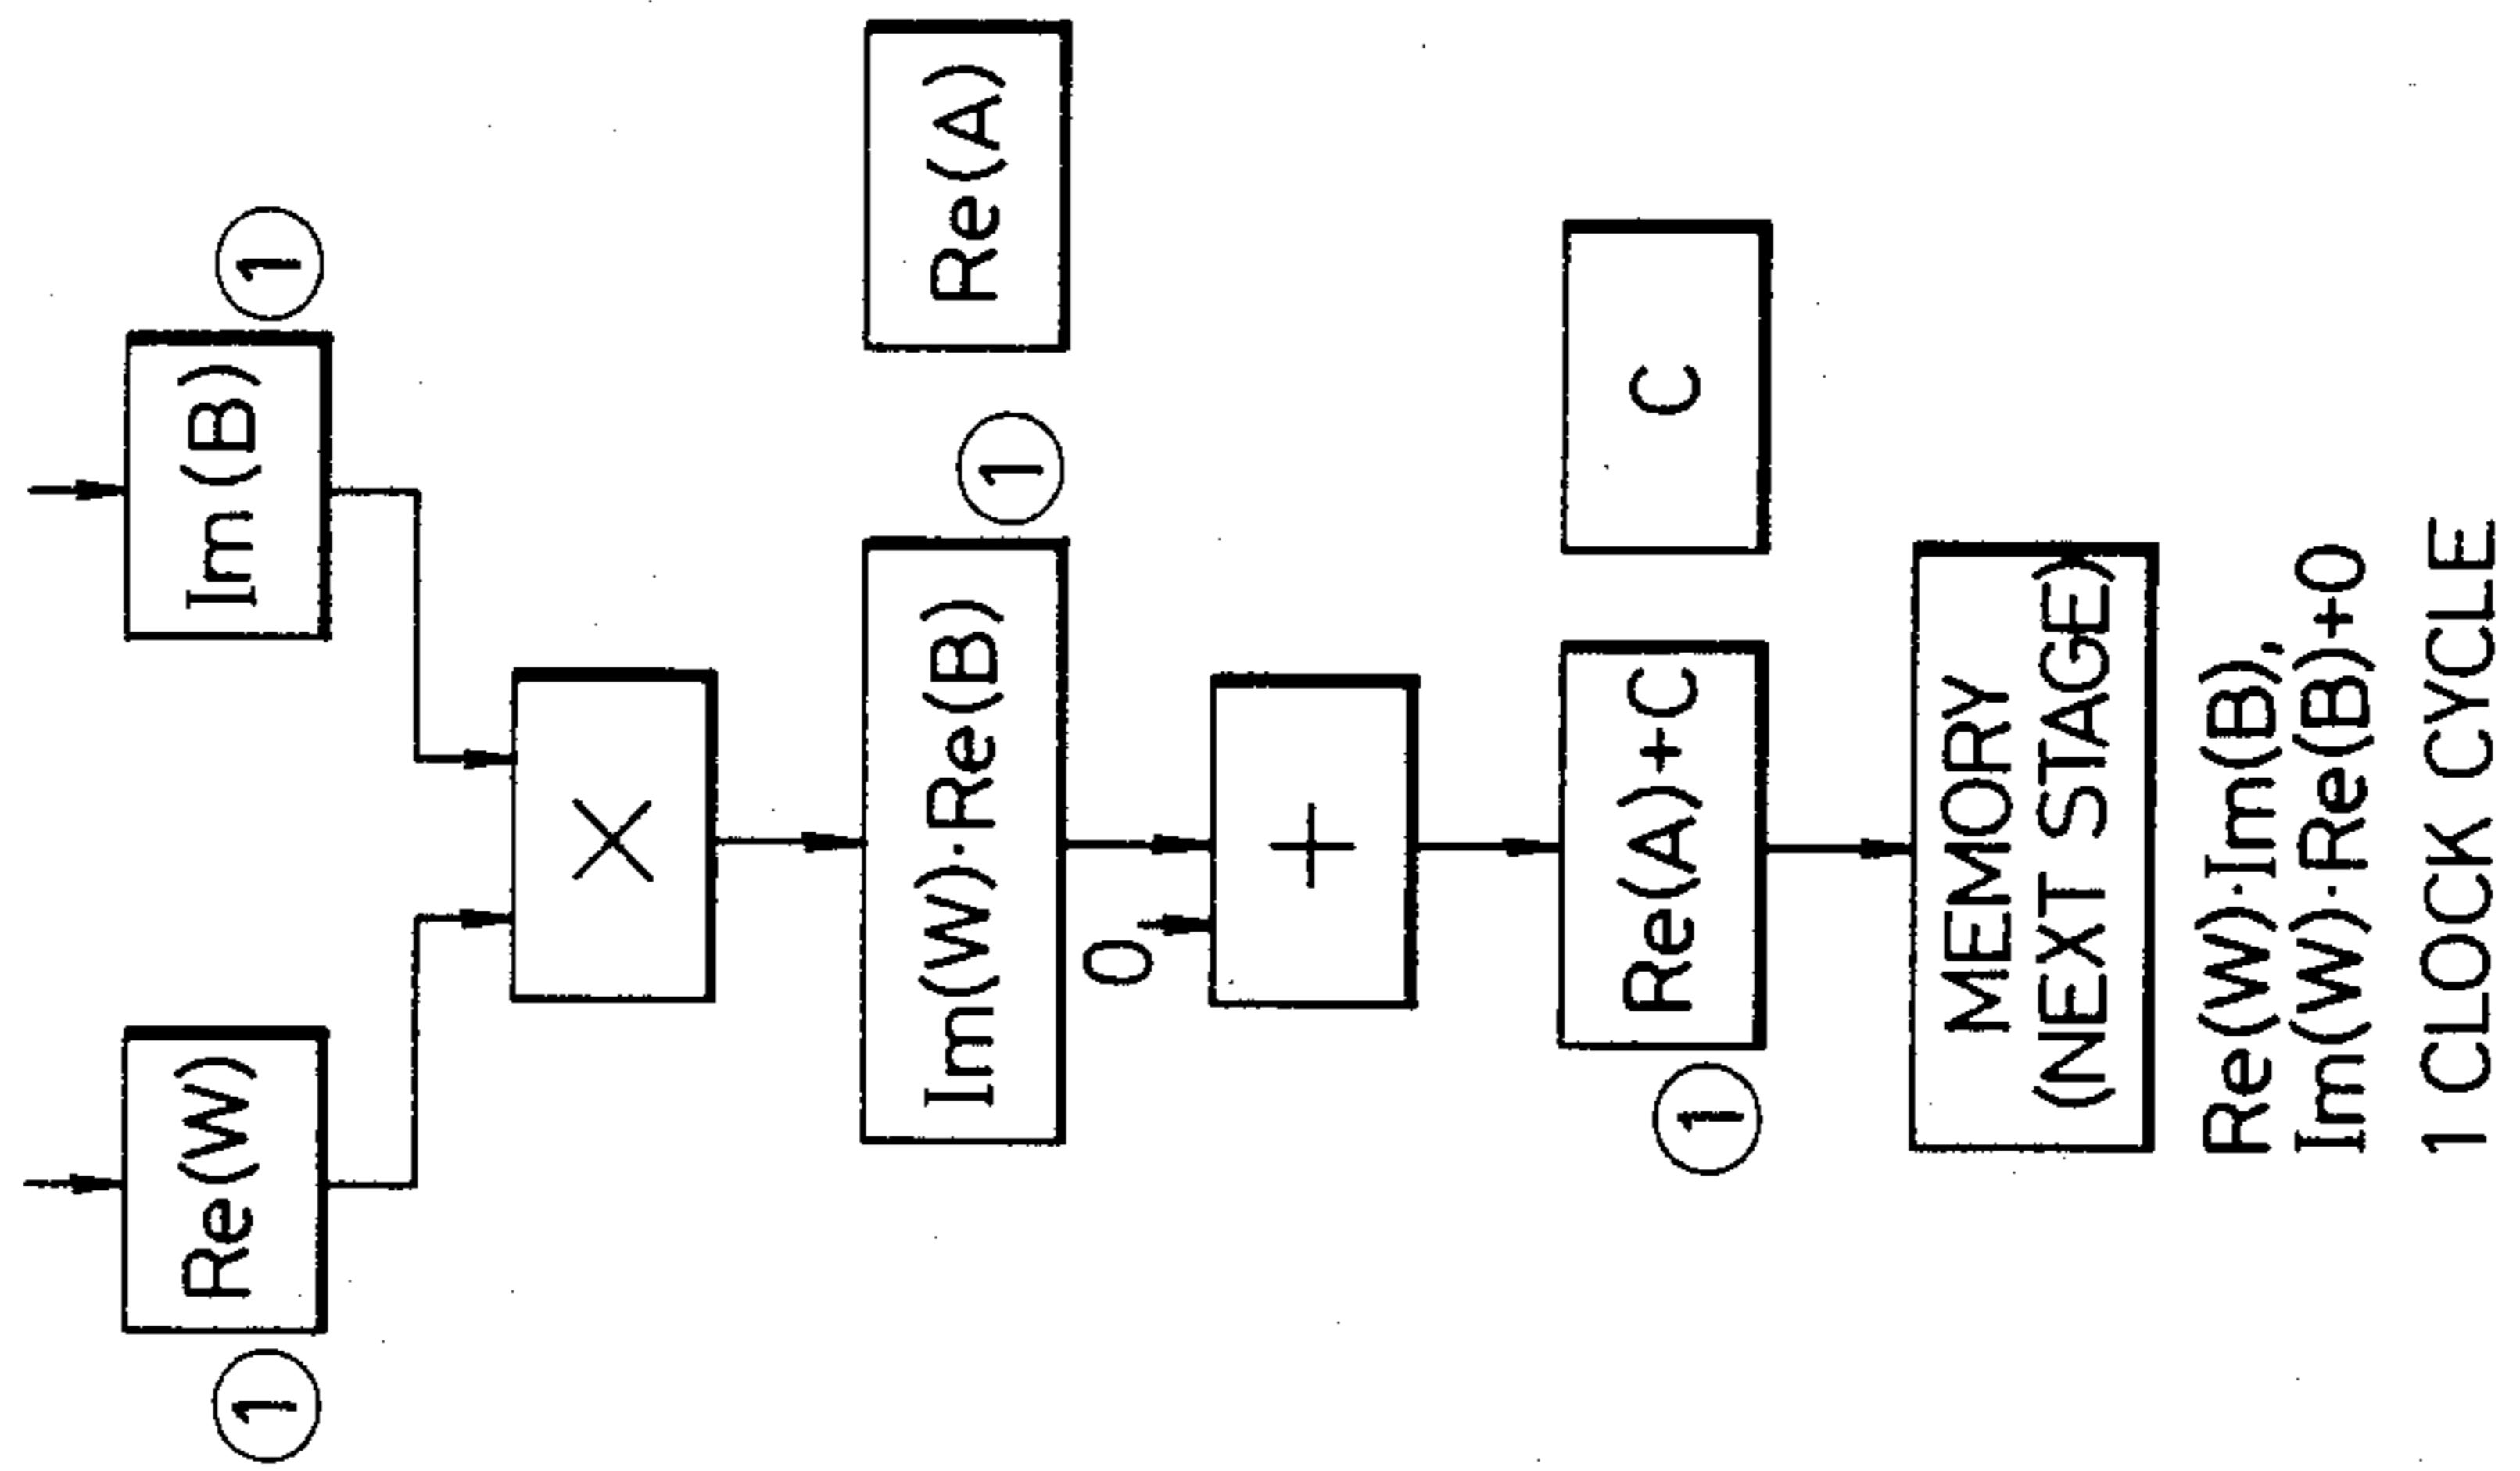 1
Re(W)
Im(B)
1
X
Im(W)·Re(B)
1
Re(A)
0
+
1
Re(A)+C
C
MEMORY
(NEXT STAGE)
Re(W)·Im(B),
Im(W)·Re(B)+0
1 CLOCK CYCLE